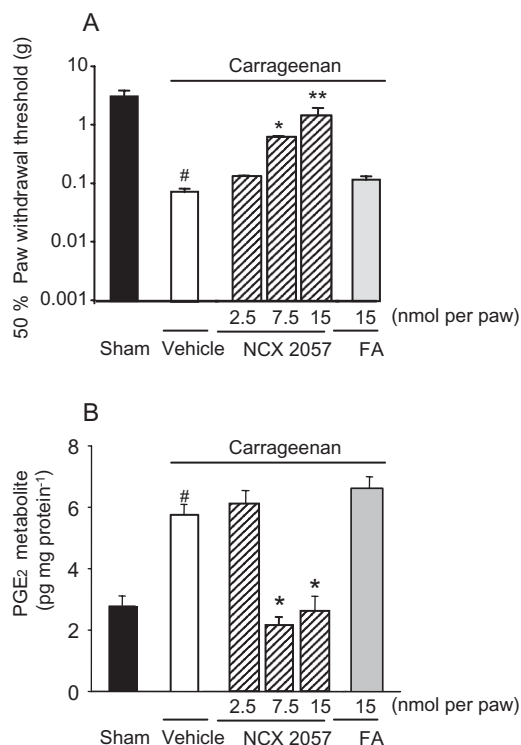 A
Carrageenan
50 % Paw withdrawal threshold (g)
10
1
0.1
0.01
0.001
#
*
**
2.5 7.5 15 15 (nmol per paw)
Sham Vehicle NCX 2057 FA
B
Carrageenan
PGE2 metabolite
(pg mg protein-1)
8
6
4
2
0
#
*
*
2.5 7.5 15 15 (nmol per paw)
Sham Vehicle NCX 2057 FA